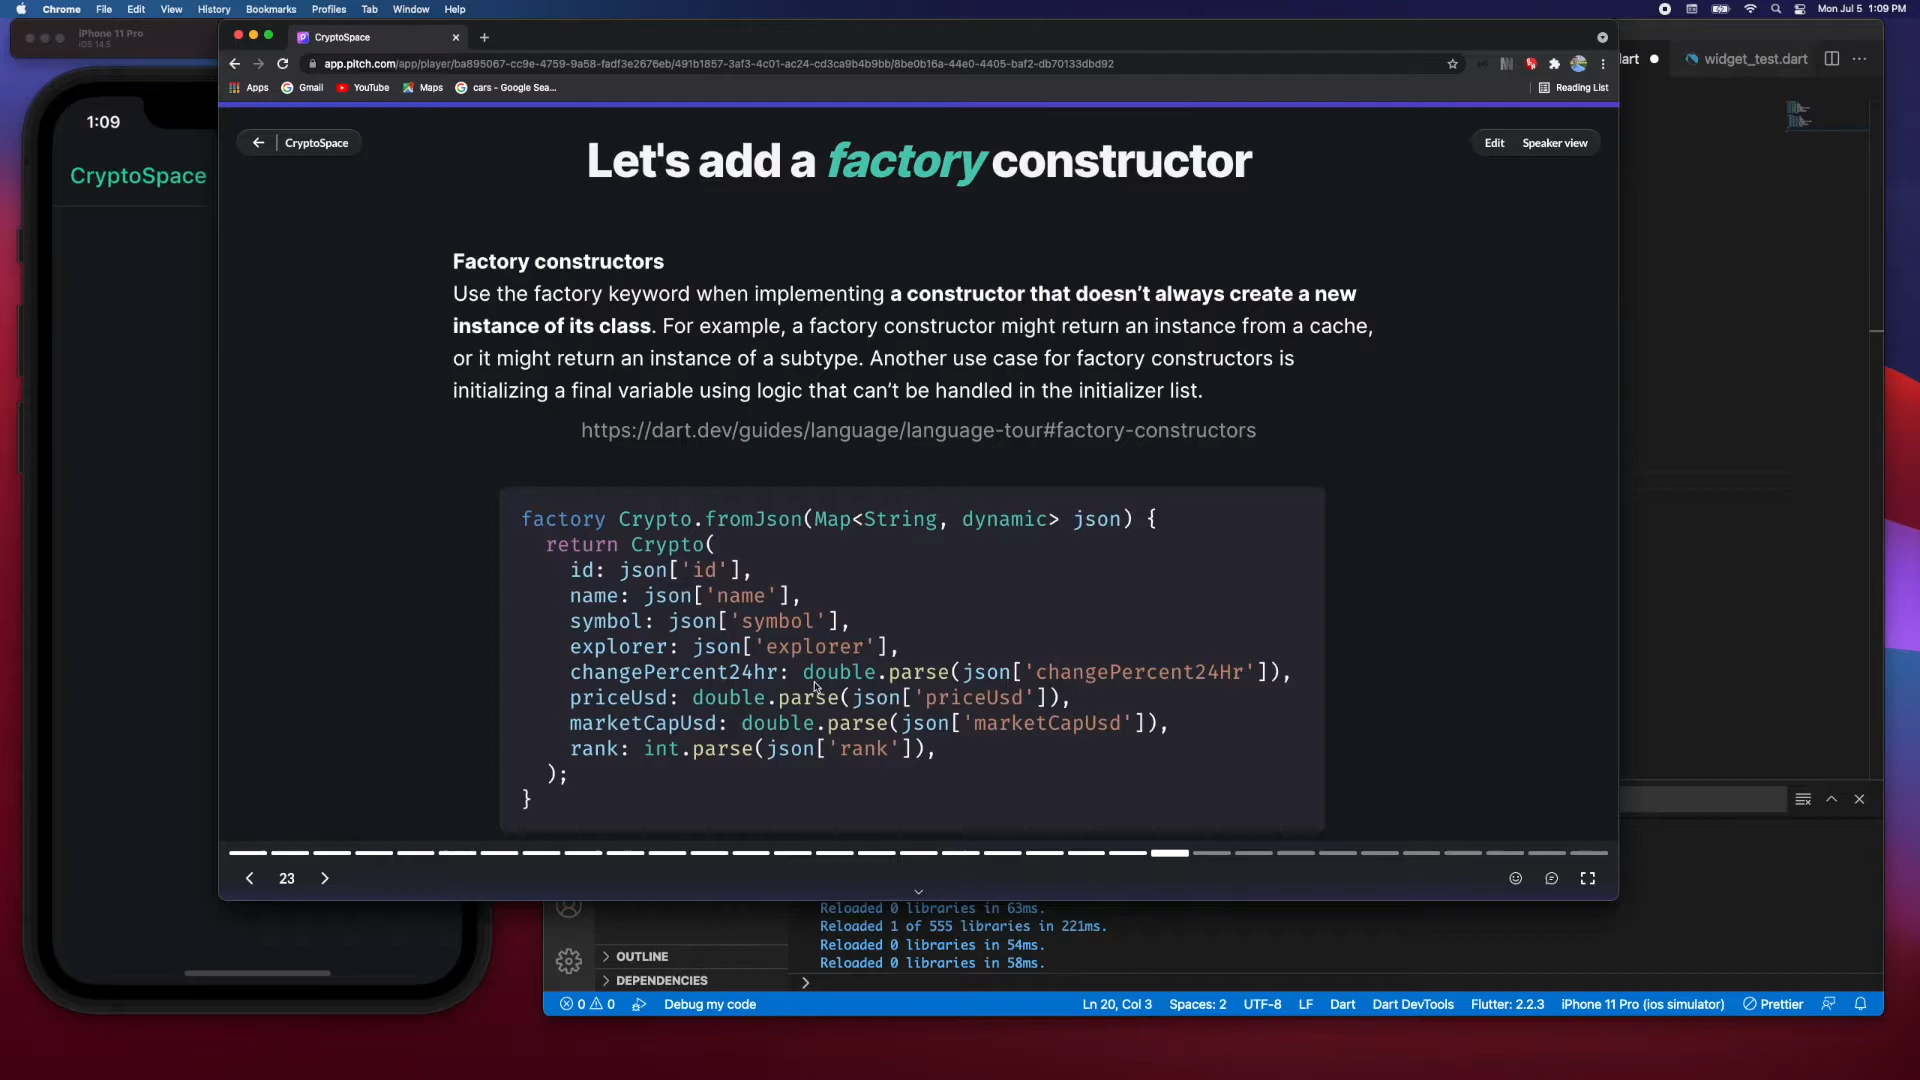 Chrome File Edit View History Bookmarks Profiles Tab Window Help
Mon Jul 5 1:09 PM
iPhone 11 Pro
iOS 14.5
CryptoSpace
art
widget_test.dart
app.pitch.com/app/player/ba895067-cc9e-4759-9a58-fadf3e2676eb/491b1857-3af3-4c01-ac24-cd3ca9b4b9bb/8be0b16a-44e0-4405-baf2-db70133dbd92
Apps Gmail YouTube Maps cars - Google Sea...
Reading List
1:09
CryptoSpace
CryptoSpace
Edit Speaker view
Let's add a factory constructor
Factory constructors
Use the factory keyword when implementing a constructor that doesn’t always create a new
instance of its class. For example, a factory constructor might return an instance from a cache,
or it might return an instance of a subtype. Another use case for factory constructors is
initializing a final variable using logic that can’t be handled in the initializer list.
https://dart.dev/guides/language/language-tour#factory-constructors
factory Crypto.fromJson(Map<String, dynamic> json) {
return Crypto(
id: json['id'],
name: json['name'],
symbol: json['symbol'],
explorer: json['explorer'],
changePercent24hr: double.parse(json['changePercent24Hr']),
priceUsd: double.parse(json['priceUsd']),
marketCapUsd: double.parse(json['marketCapUsd']),
rank: int.parse(json['rank']),
);
}
23
Reloaded 0 libraries in 63ms.
Reloaded 1 of 555 libraries in 221ms.
Reloaded 0 libraries in 54ms.
Reloaded 0 libraries in 58ms.
OUTLINE
DEPENDENCIES
0 0 Debug my code
Ln 20, Col 3 Spaces: 2 UTF-8 LF Dart Dart DevTools Flutter: 2.2.3 iPhone 11 Pro (ios simulator) Prettier